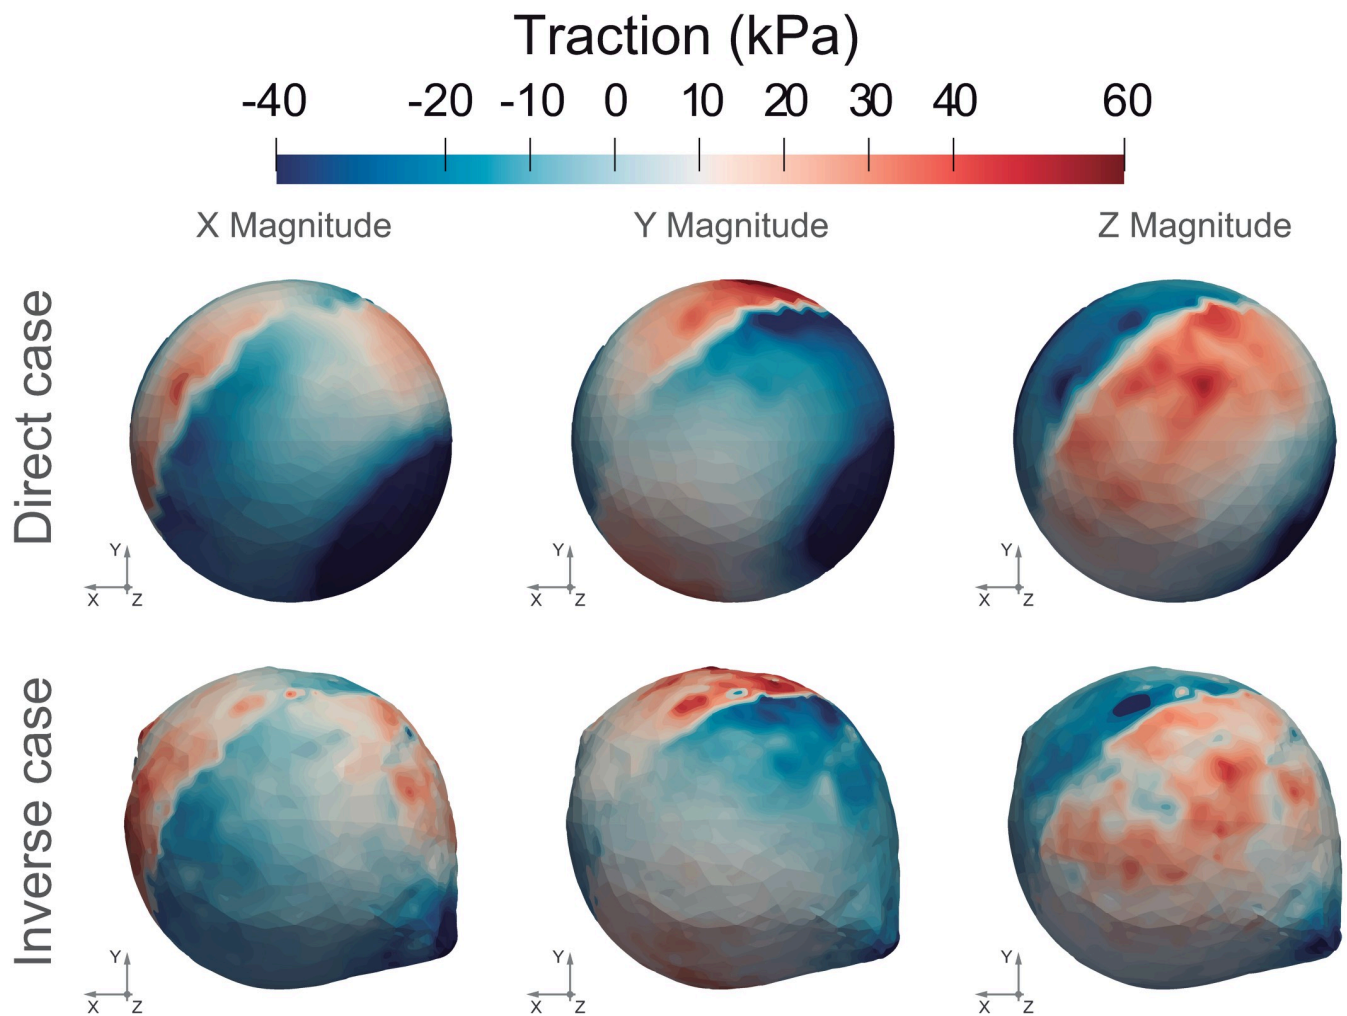 Traction (kPa)
-40 -20 -10 0 10 20 30 40 60
X Magnitude Y Magnitude Z Magnitude
Direct case
Y Y Y
X Z X Z X Z
Inverse case
Y Y Y
X Z X Z X Z